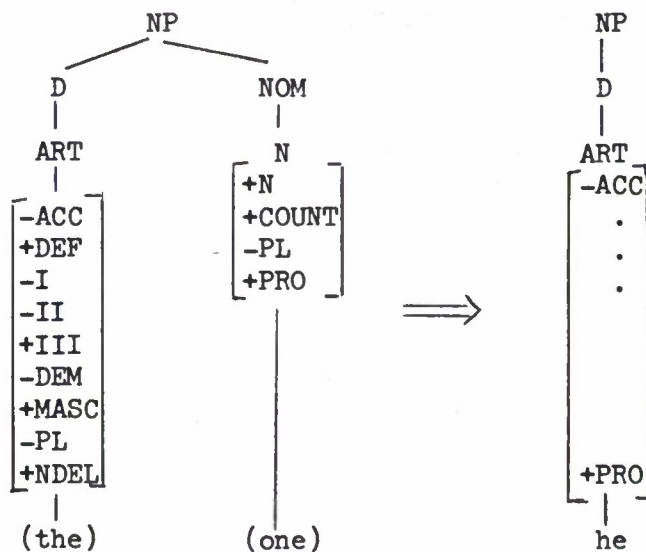 NP NP
D NOM D
ART N ART
-ACC +N -ACC
+DEF +COUNT .
-I -PL .
-II +PRO .
+III
-DEM
+MASC
-PL
+NDEL +PRO
(the) (one) he